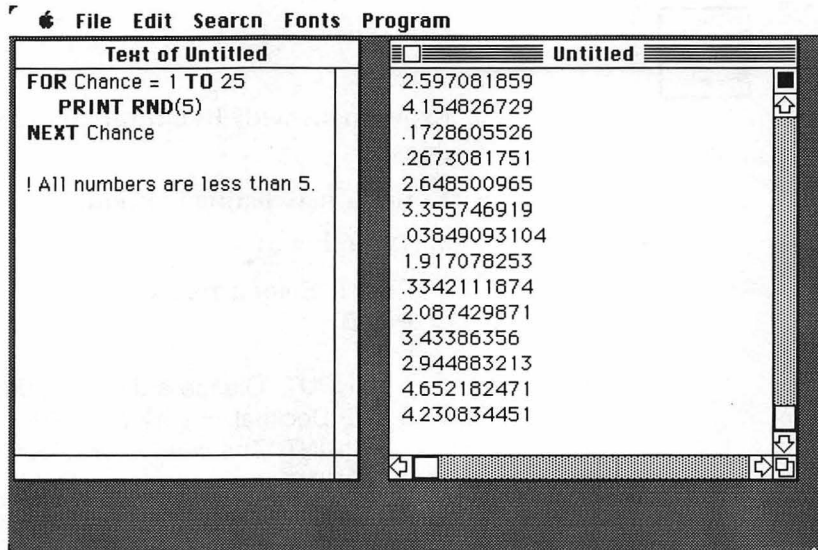 File Edit Searcn Fonts Program
Text of Untitled
FOR Chance = 1 TO 25
PRINT RND(5)
NEXT Chance
! All numbers are less than 5.
Untitled
2.597081859
4.154826729
.1728605526
.2673081751
2.648500965
3.355746919
.03849093104
1.917078253
.3342111874
2.087429871
3.43386356
2.944883213
4.652182471
4.230834451